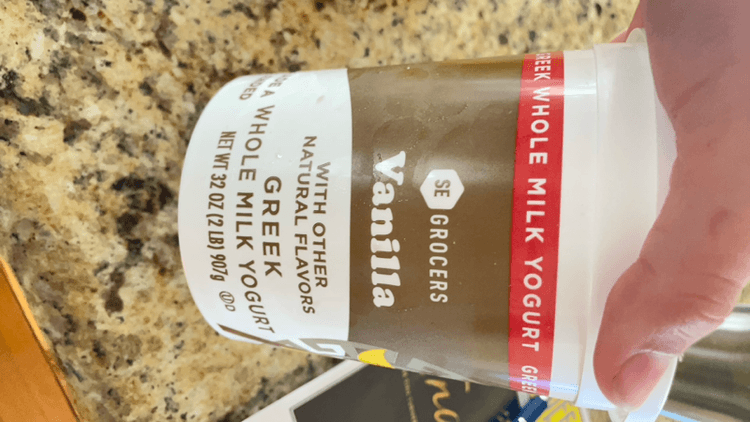 GREEK WHOLE MILK YOGURT GREE
SE
GROCERS
Vanilla
WITH OTHER
NATURAL FLAVORS
GREEK
WHOLE MILK YOGURT
NET WT 32 OZ (2 LB) 907g
D